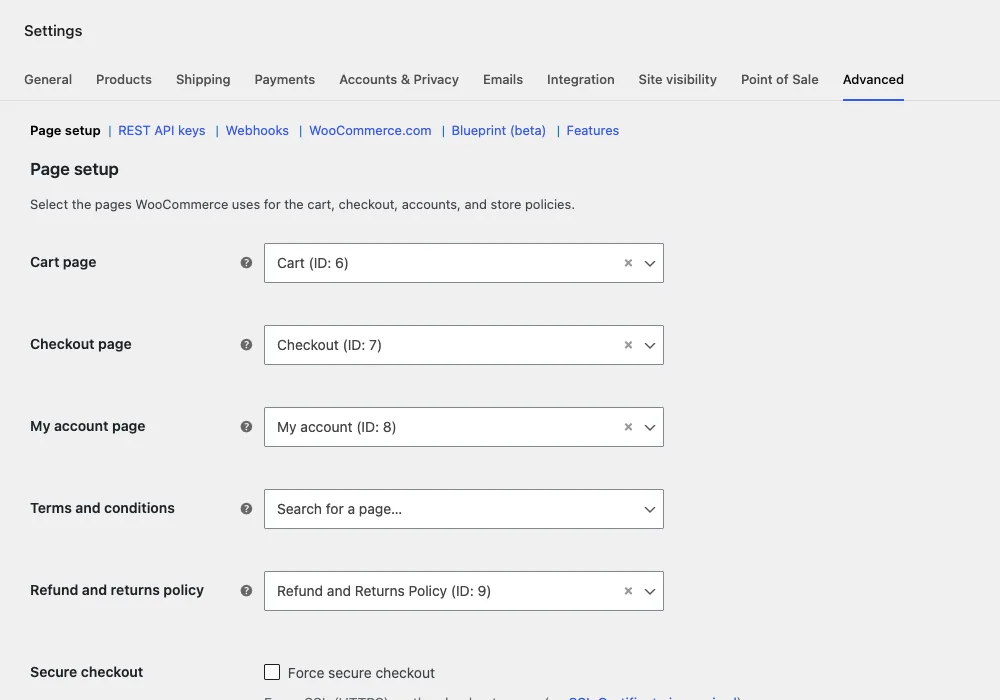 Settings
General Products Shipping Payments Accounts & Privacy Emails Integration Site visibility Point of Sale Advanced
Page setup | REST API keys | Webhooks | WooCommerce.com | Blueprint (beta) | Features
Page setup
Select the pages WooCommerce uses for the cart, checkout, accounts, and store policies.
Cart page ? Cart (ID: 6) ×
Checkout page ? Checkout (ID: 7) ×
My account page ? My account (ID: 8) ×
Terms and conditions ? Search for a page...
Refund and returns policy ? Refund and Returns Policy (ID: 9) ×
Secure checkout Force secure checkout